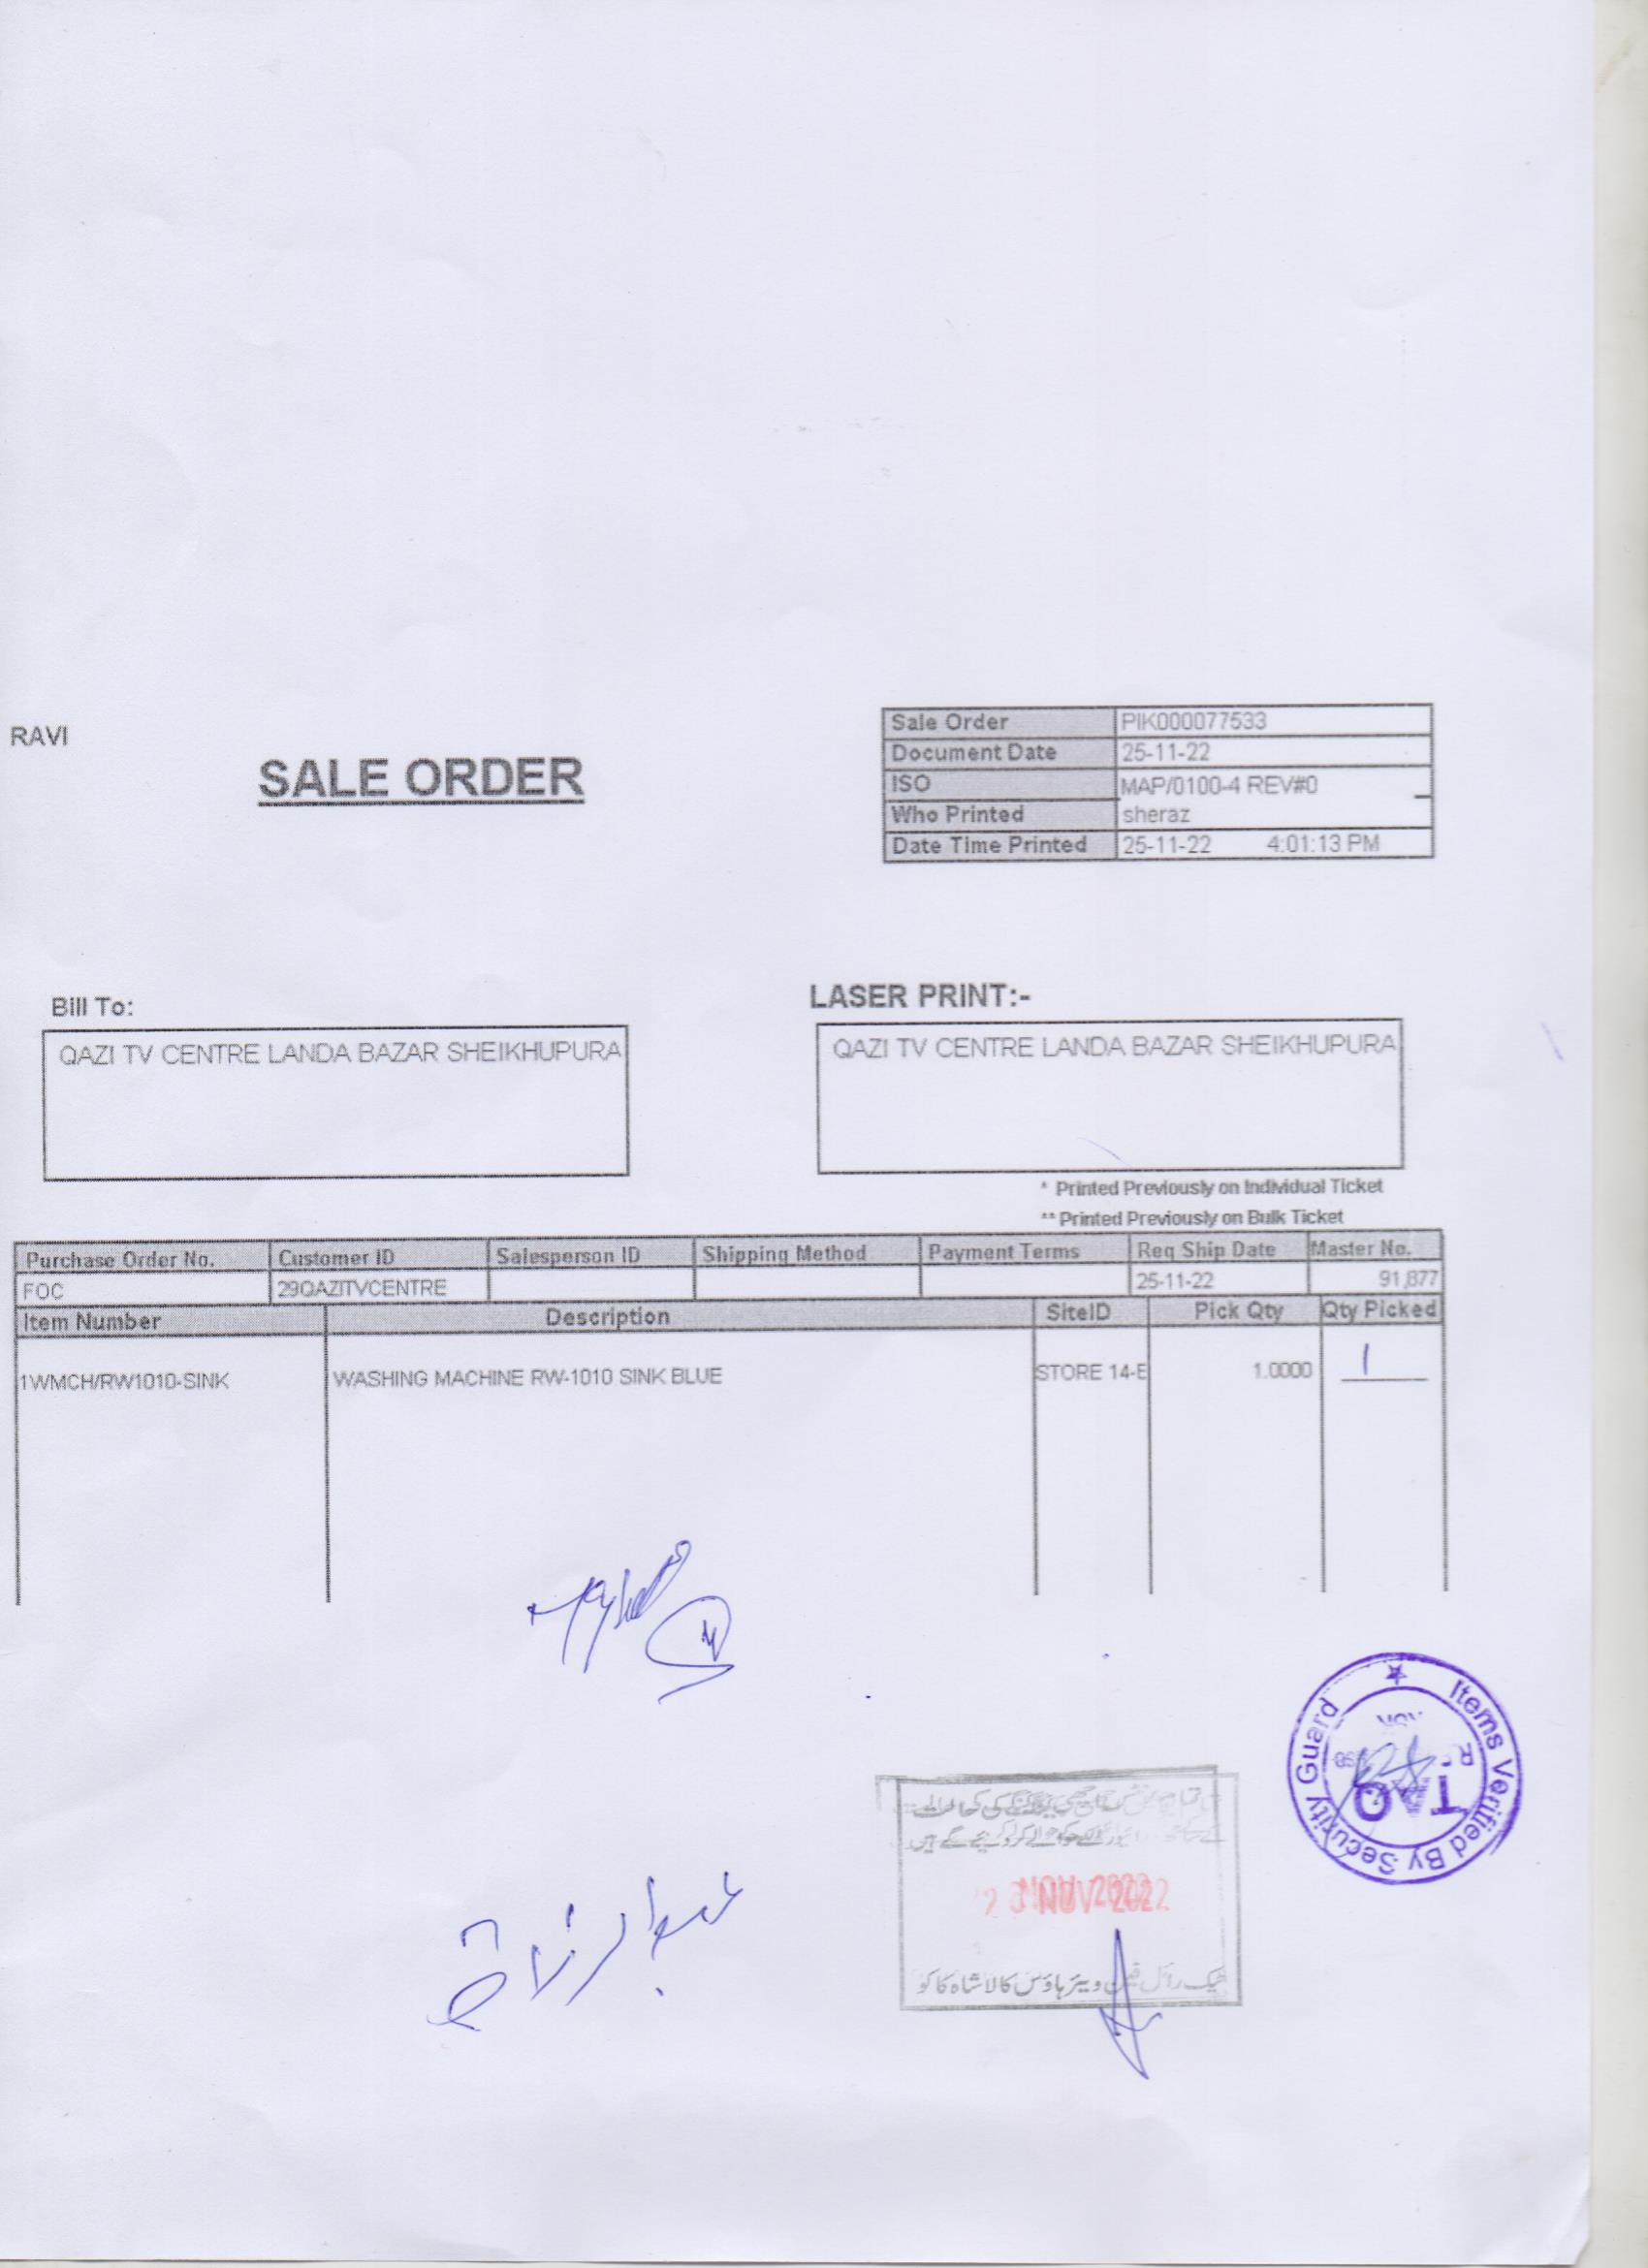 RAVI
SALE ORDER
Sale Order PIK000077533
Document Date 25-11-22
ISO MAP/0100-4 REV#0
Who Printed sheraz
Date Time Printed 25-11-22 4:01:13 PM
Bill To:
QAZI TV CENTRE LANDA BAZAR SHEIKHUPURA
LASER PRINT:-
QAZI TV CENTRE LANDA BAZAR SHEIKHUPURA
* Printed Previously on Individual Ticket
** Printed Previously on Bulk Ticket
Purchase Order No. Customer ID Salesperson ID Shipping Method Payment Terms Req Ship Date Master No.
FOC 29QAZITVCENTRE 25-11-22 91,877
Item Number Description SiteID Pick Qty Qty Picked
1WMCH/RW1010-SINK WASHING MACHINE RW-1010 SINK BLUE STORE 14-E 1.0000 1
Items Verified By Security Guard
NOV 2022
ویئر ہاؤس کالا شاہ کاکو